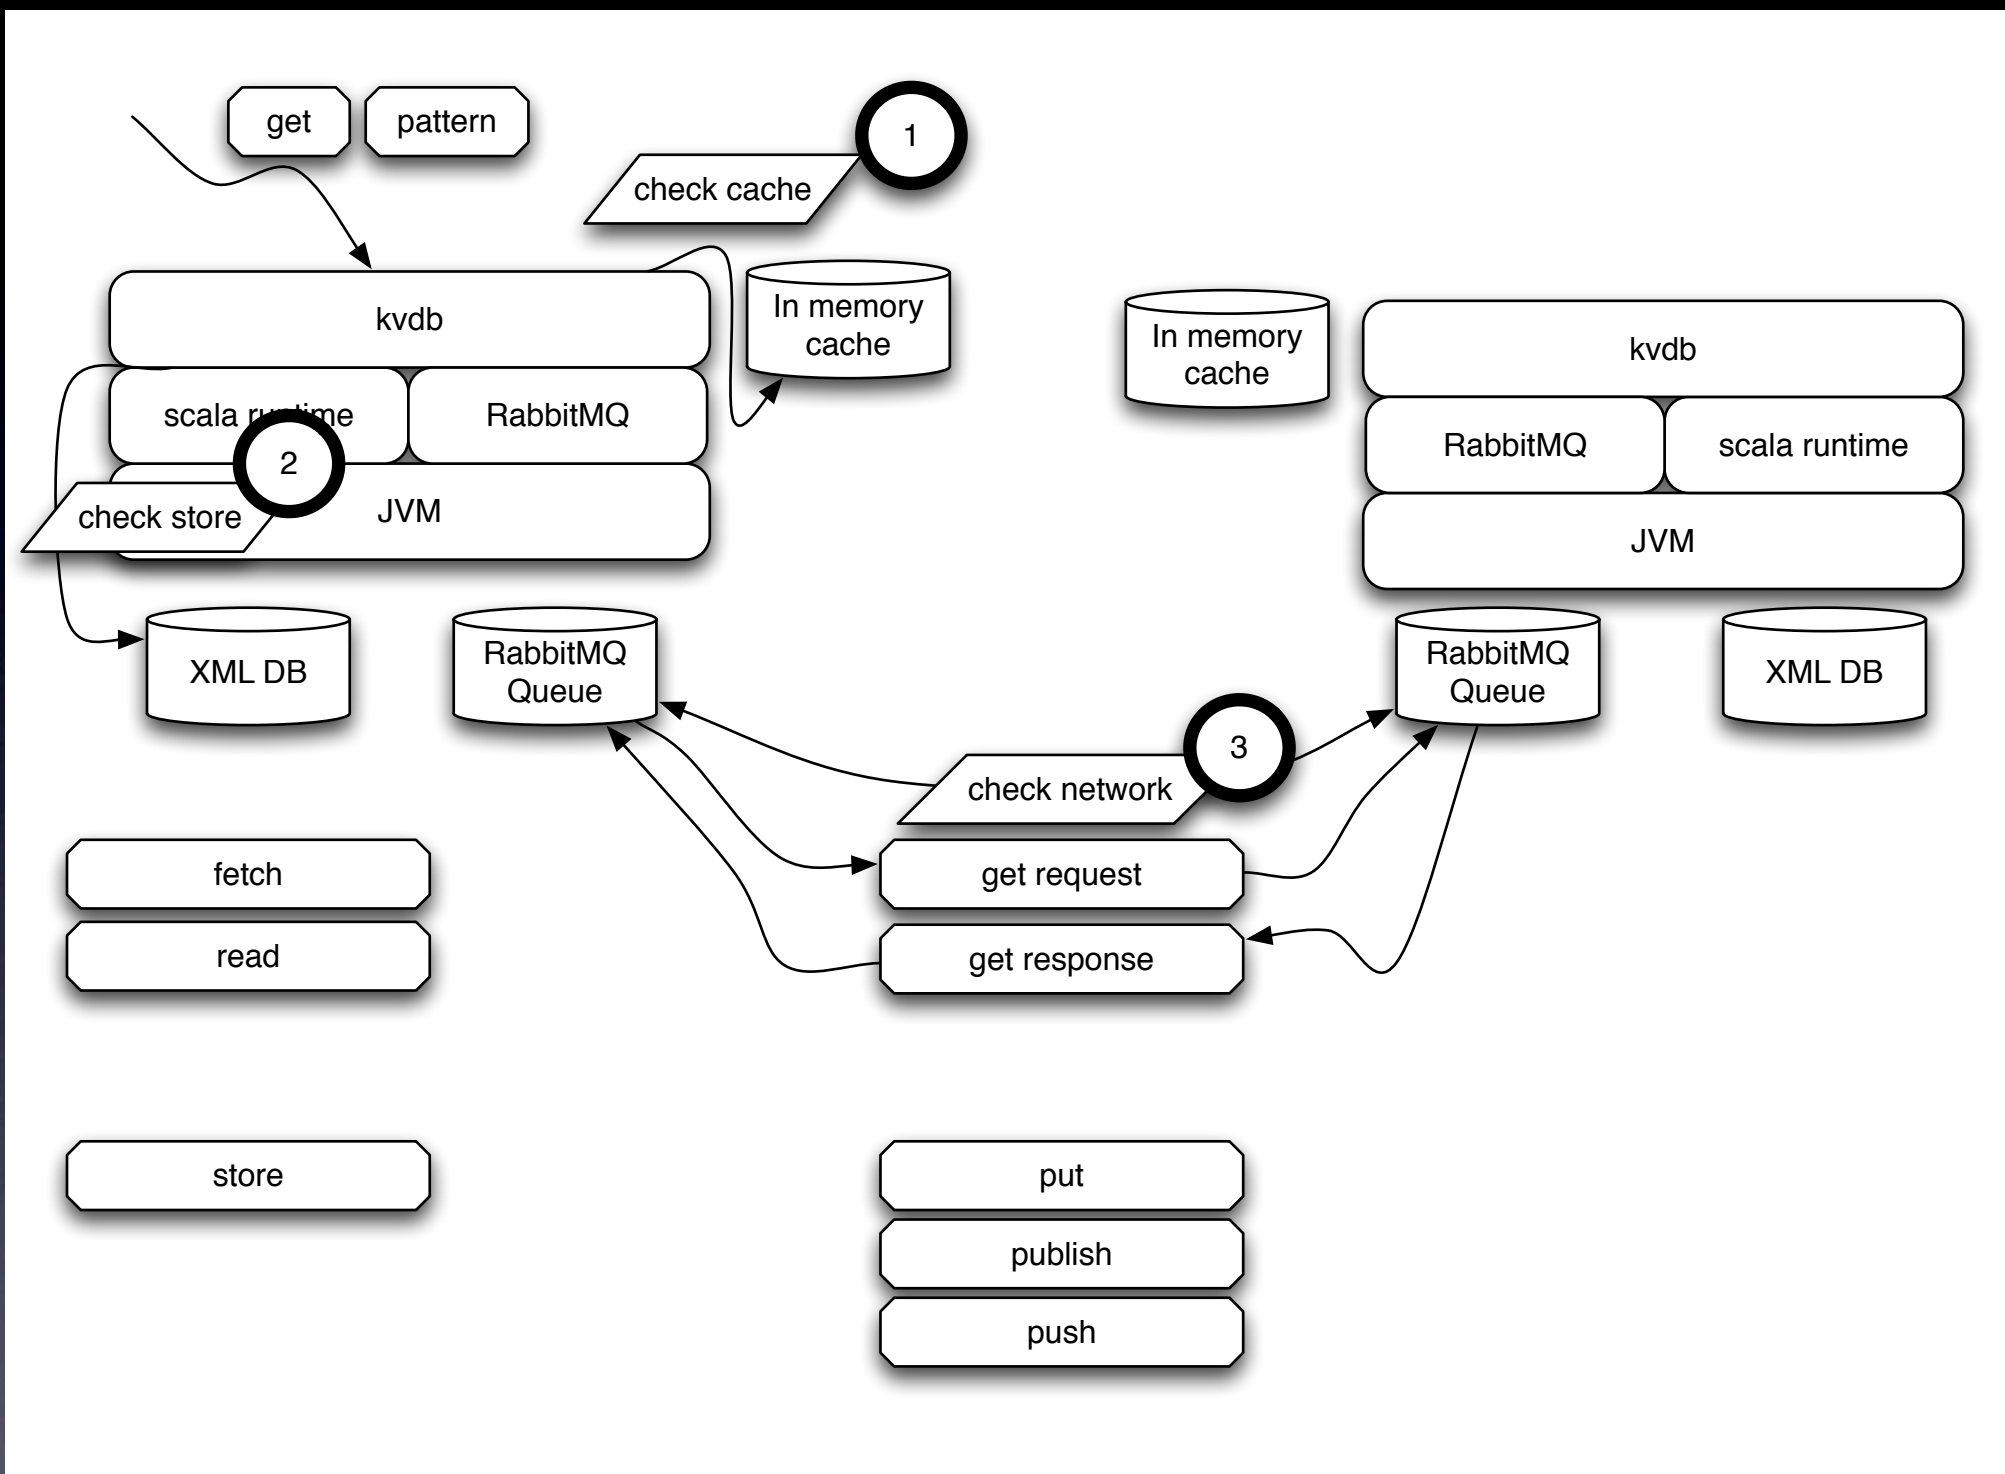 get
pattern
1
check cache
kvdb
In memory
cache
In memory
cache
kvdb
scala runtime
RabbitMQ
RabbitMQ
scala runtime
2
check store
JVM
JVM
XML DB
RabbitMQ
Queue
RabbitMQ
Queue
XML DB
3
check network
fetch
get request
read
get response
store
put
publish
push